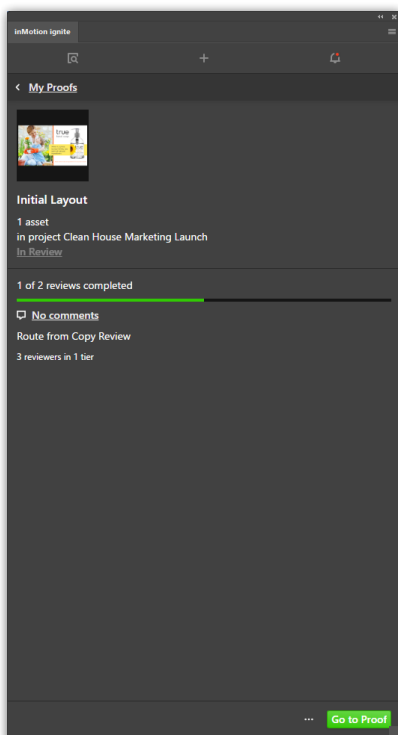 inMotion ignite
My Proofs
true
Initial Layout
1 asset
in project Clean House Marketing Launch
In Review
1 of 2 reviews completed
No comments
Route from Copy Review
3 reviewers in 1 tier
Go to Proof